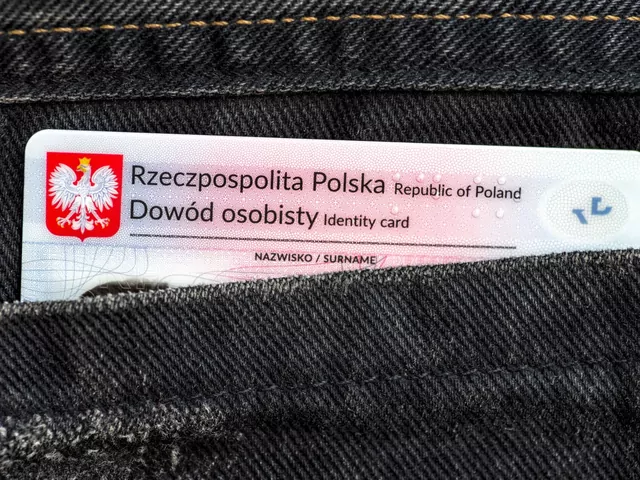 Rzeczpospolita Polska Republic of Poland
Dowód osobisty Identity card
NAZWISKO / SURNAME